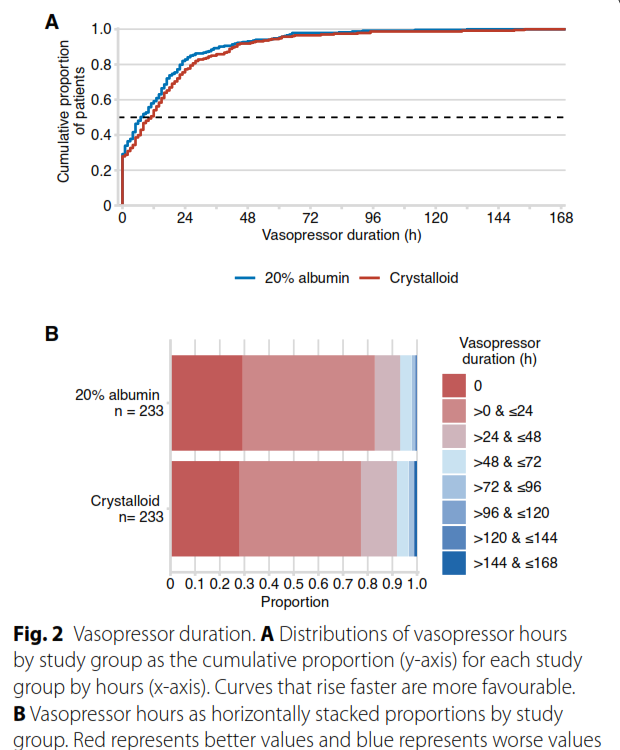 A
Cumulative proportion
of patients
1.0
0.8
0.6
0.4
0.2
0
0 24 48 72 96 120 144 168
Vasopressor duration (h)
20% albumin Crystalloid
B
20% albumin
n = 233
Crystalloid
n= 233
0 0.1 0.2 0.3 0.4 0.5 0.6 0.7 0.8 0.9 1.0
Proportion
Vasopressor
duration (h)
0
>0 & ≤24
>24 & ≤48
>48 & ≤72
>72 & ≤96
>96 & ≤120
>120 & ≤144
>144 & ≤168
Fig. 2 Vasopressor duration. A Distributions of vasopressor hours
by study group as the cumulative proportion (y-axis) for each study
group by hours (x-axis). Curves that rise faster are more favourable.
B Vasopressor hours as horizontally stacked proportions by study
group. Red represents better values and blue represents worse values